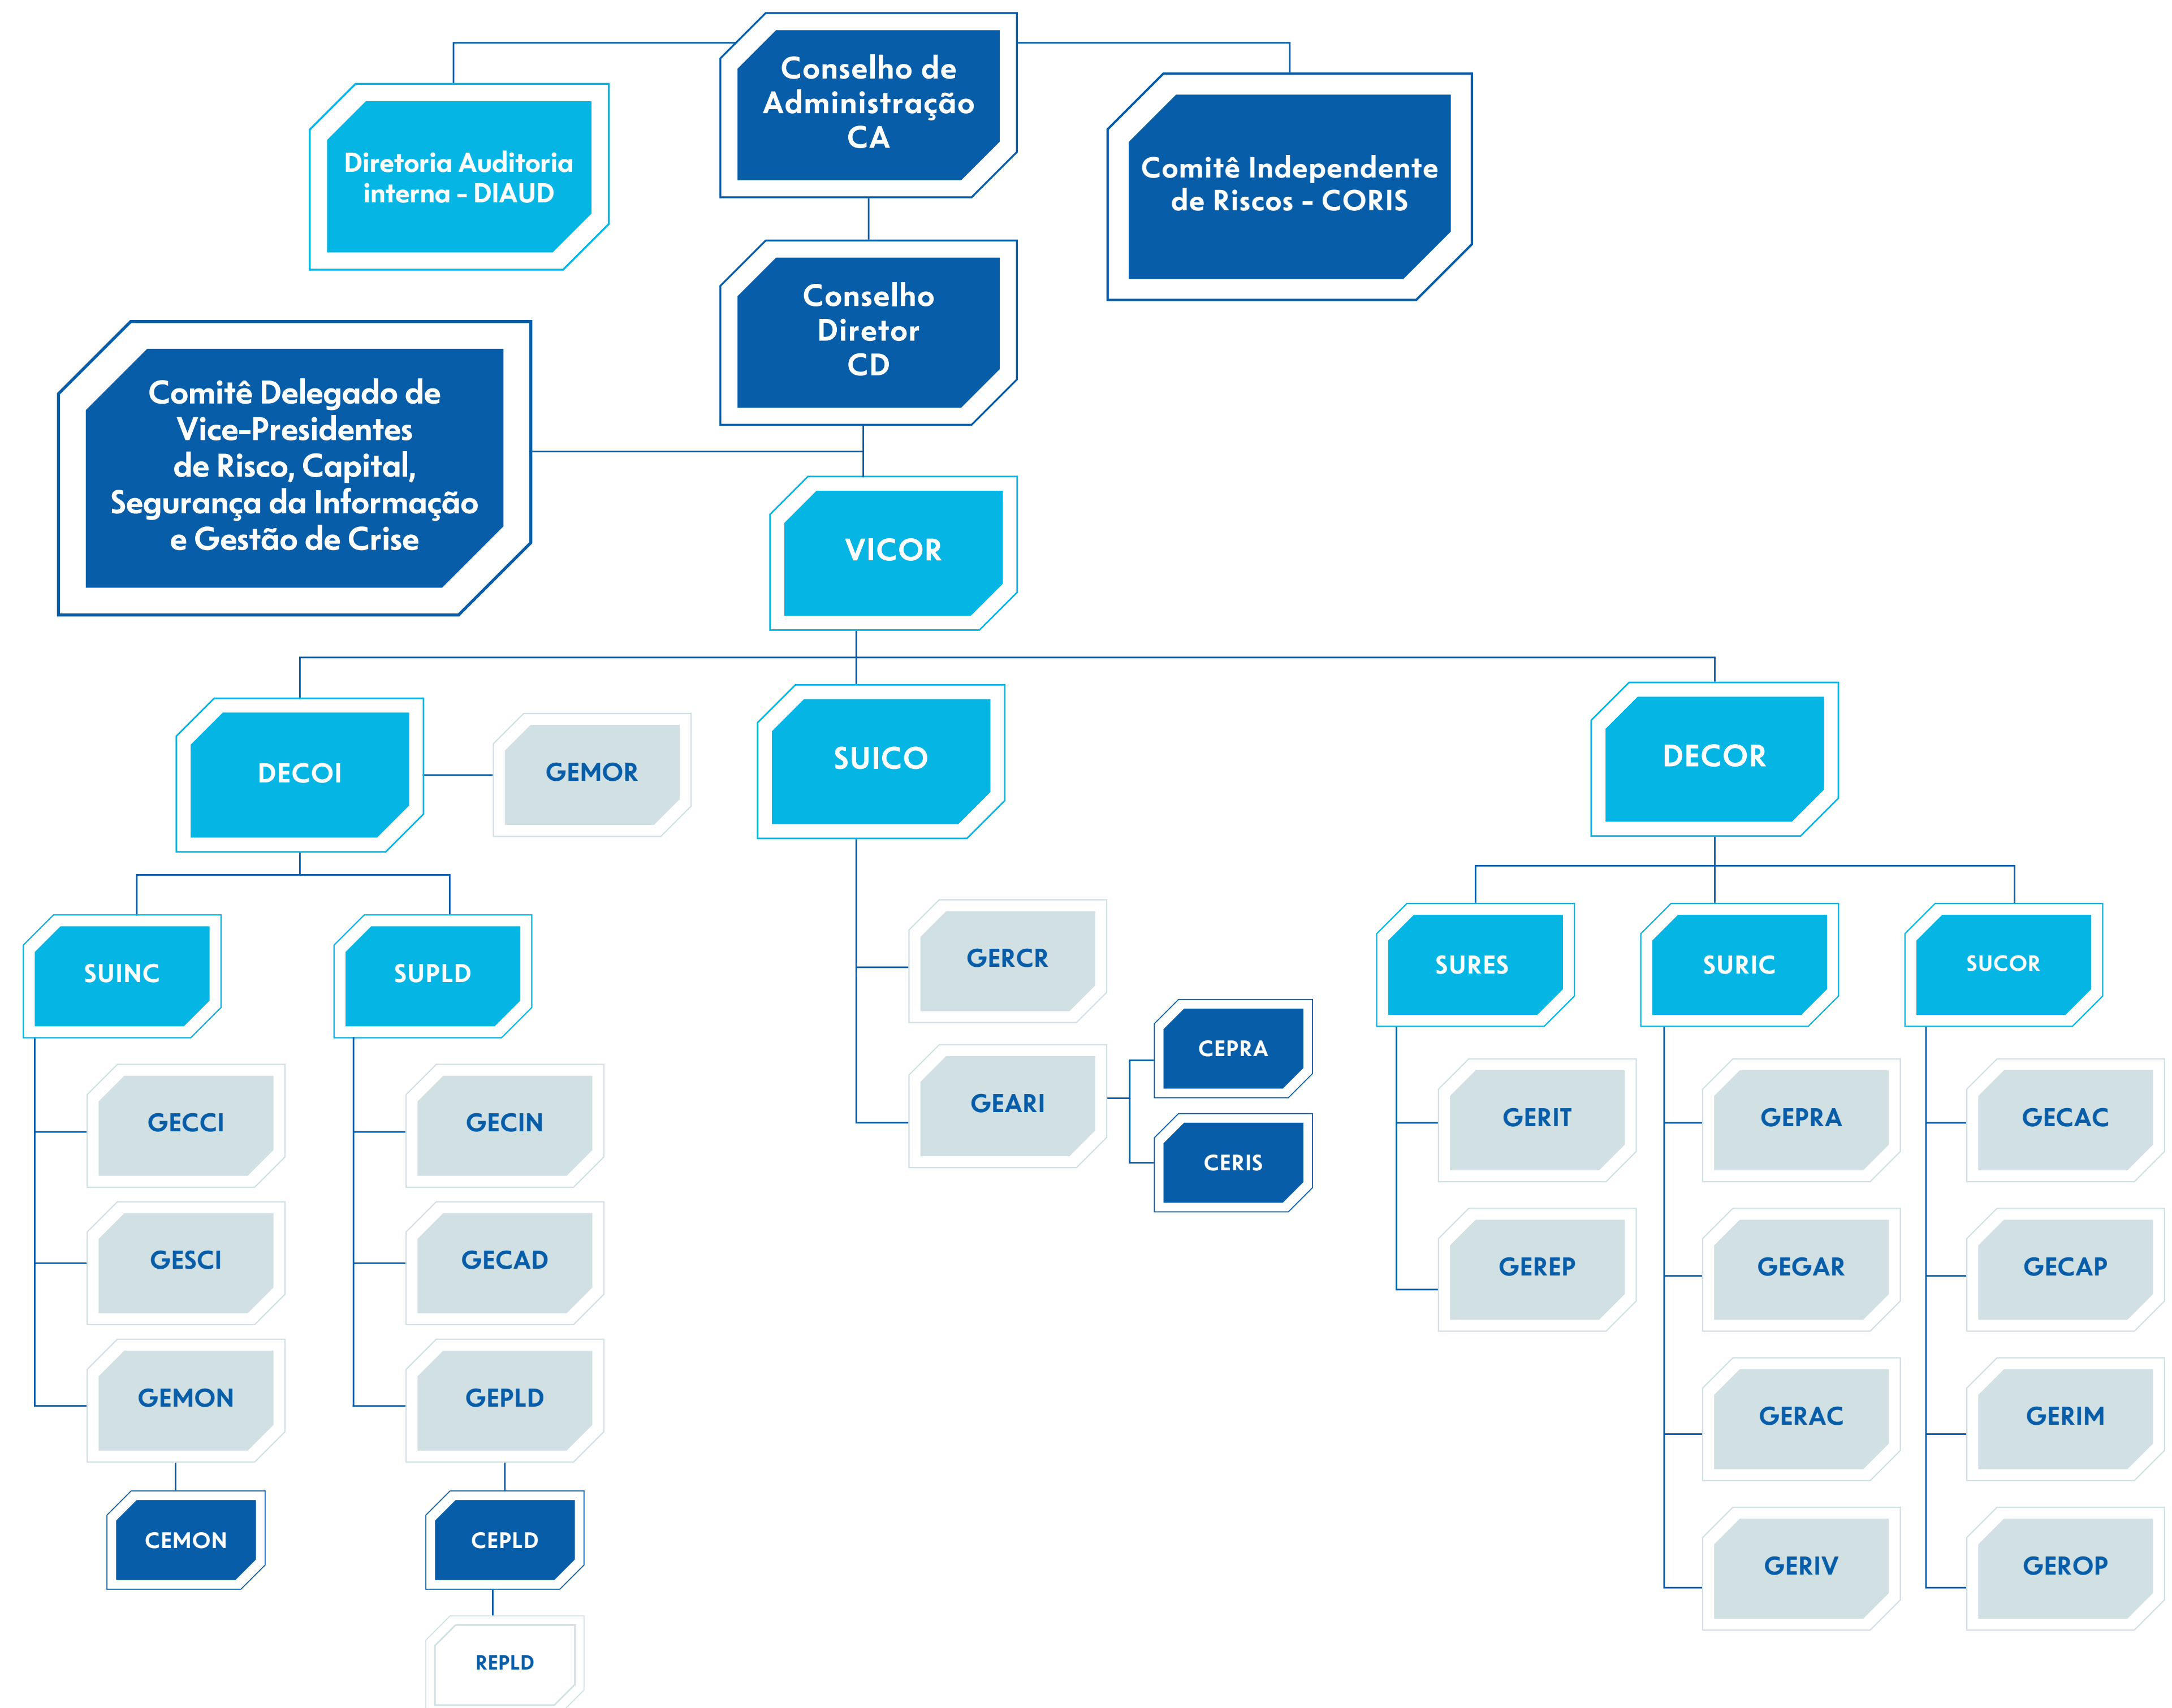 Conselho de
Administração
CA
Diretoria Auditoria
interna - DIAUD
Comitê Independente
de Riscos - CORIS
Conselho
Diretor
CD
Comitê Delegado de
Vice-Presidentes
de Risco, Capital,
Segurança da Informação
e Gestão de Crise
VICOR
DECOI
GEMOR
SUICO
DECOR
SUINC
SUPLD
GERCR
SURES
SURIC
SUCOR
CEPRA
GEARI
CERIS
GECCI
GECIN
GERIT
GEPRA
GECAC
GESCI
GECAD
GEREP
GEGAR
GECAP
GEMON
GEPLD
GERAC
GERIM
CEMON
CEPLD
GERIV
GEROP
REPLD